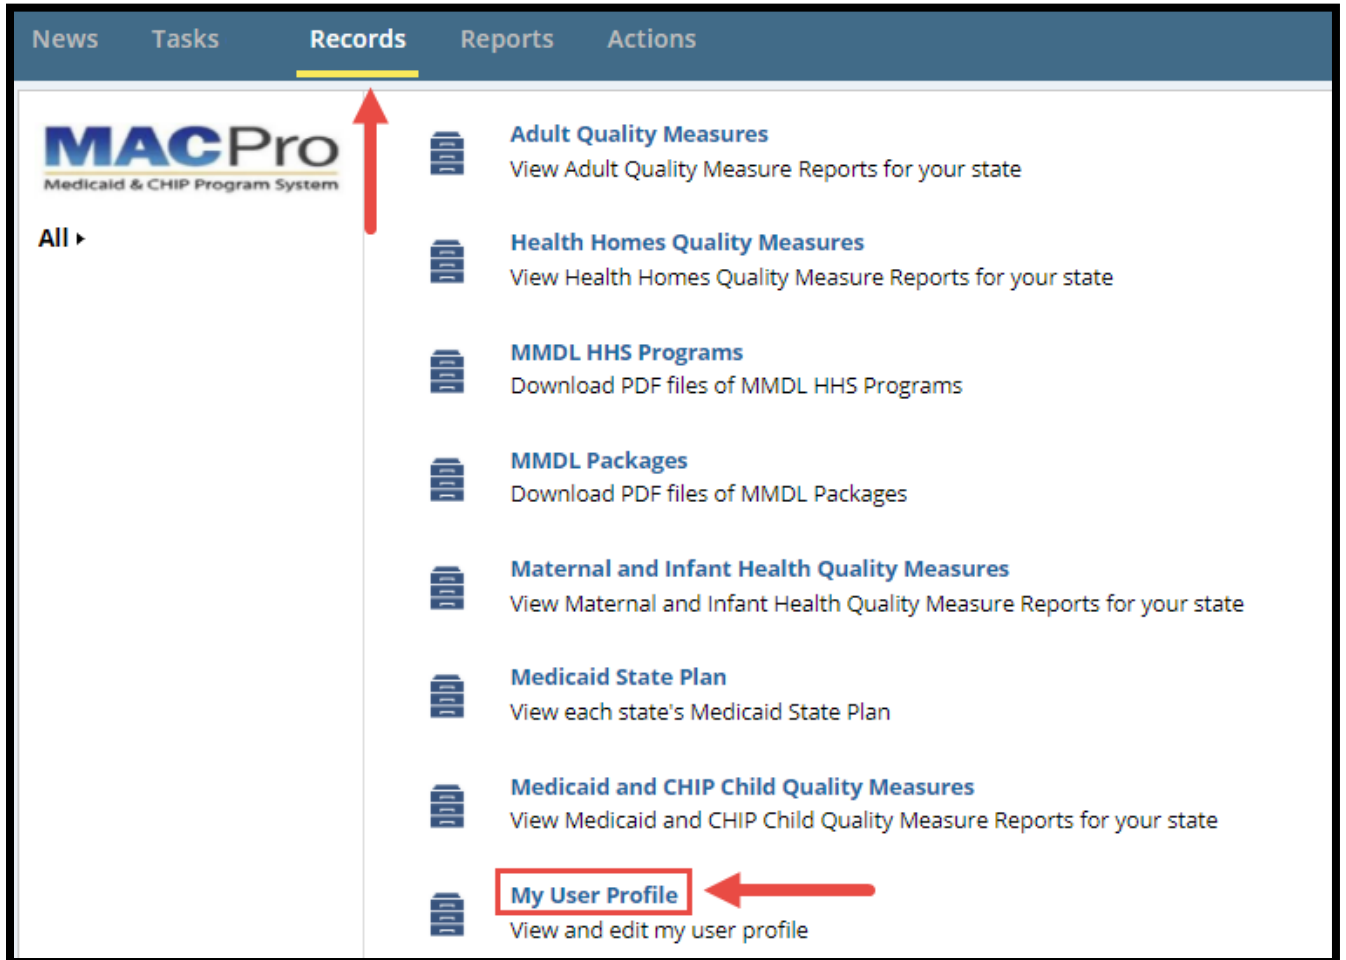 News Tasks Records Reports Actions
MACPro
Medicaid & CHIP Program System
All
Adult Quality Measures
View Adult Quality Measure Reports for your state
Health Homes Quality Measures
View Health Homes Quality Measure Reports for your state
MMDL HHS Programs
Download PDF files of MMDL HHS Programs
MMDL Packages
Download PDF files of MMDL Packages
Maternal and Infant Health Quality Measures
View Maternal and Infant Health Quality Measure Reports for your state
Medicaid State Plan
View each state's Medicaid State Plan
Medicaid and CHIP Child Quality Measures
View Medicaid and CHIP Child Quality Measure Reports for your state
My User Profile
View and edit my user profile